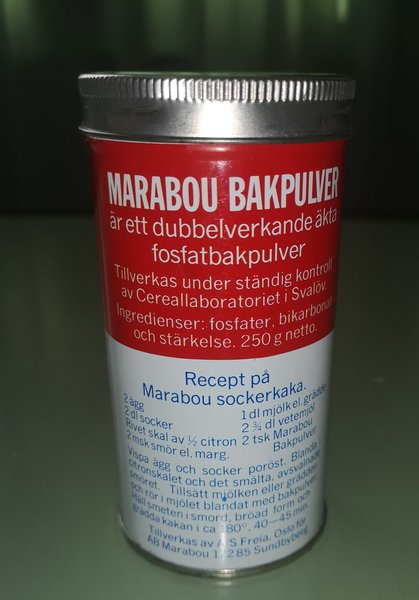 MARABOU BAKPULVER
är ett dubbelverkande äkta
fosfatbakpulver
Tillverkas under ständig kontroll
av Cereallaboratoriet i Svalöv.
Ingredienser: fosfater, bikarbonat
och stärkelse. 250 g netto.
Recept på
Marabou sockerkaka.
2 ägg
2 dl socker
Rivet skal av ½ citron
2 msk smör el. marg.
1 dl mjölk el. grädde
2 ¾ dl vetemjöl
2 tsk Marabou
Bakpulver
Vispa ägg och socker poröst. Blanda
citronskalet och det smälta, avsvalnade
smöret. Tillsätt mjölken eller grädden
och rör i mjölet blandat med bakpulver.
Häll smeten i smord, bröad form och
grädda kakan i ca 180°, 40–45 min.
Tillverkas av A/S Freia, Oslo för
AB Marabou 172 85 Sundbyberg